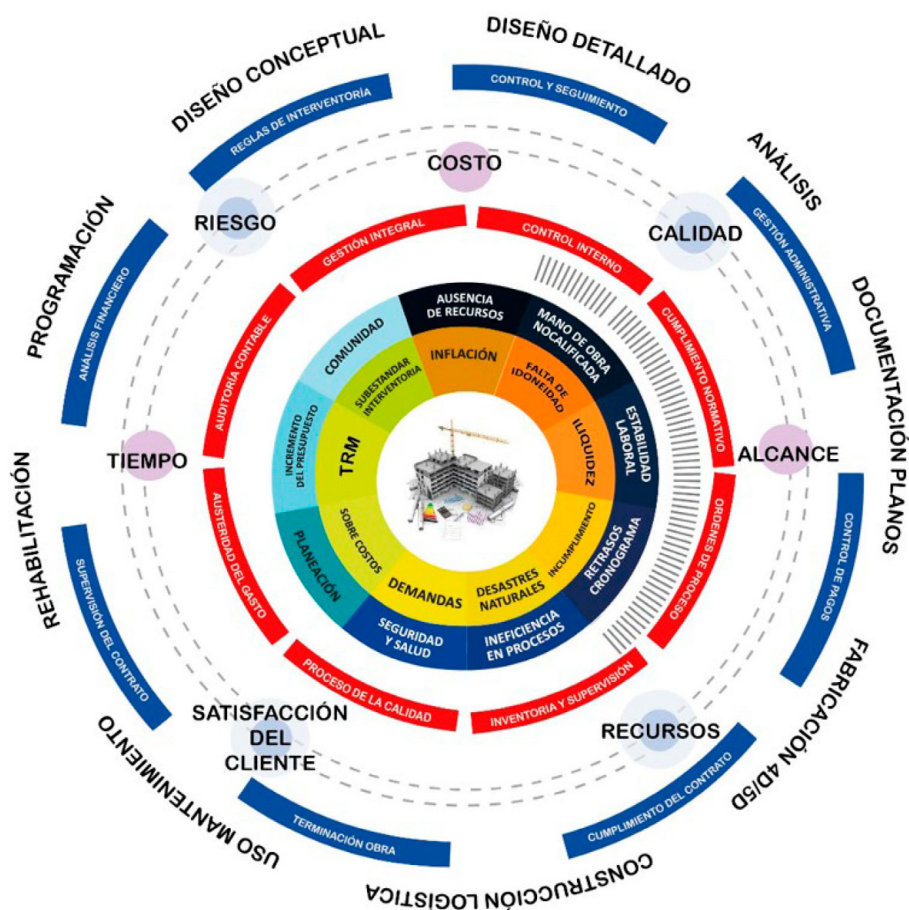 DISEÑO CONCEPTUAL
DISEÑO DETALLADO
ANÁLISIS
DOCUMENTACIÓN PLANOS
FABRICACIÓN 4D/5D
CONSTRUCCIÓN LOGISTICA
USO MANTENIMIENTO
REHABILITACIÓN
PROGRAMACIÓN
REGLAS DE INTERVENTORÍA
CONTROL Y SEGUIMIENTO
GESTIÓN ADMINISTRATIVA
CONTROL DE PAGOS
CUMPLIMIENTO DEL CONTRATO
TERMINACIÓN OBRA
SUPERVISIÓN DEL CONTRATO
ANÁLISIS FINANCIERO
COSTO
CALIDAD
ALCANCE
RECURSOS
SATISFACCIÓN
DEL
CLIENTE
TIEMPO
RIESGO
GESTIÓN INTEGRAL
CONTROL INTERNO
CUMPLIMIENTO NORMATIVO
ORDENES DE PROCESO
INVENTORIA Y SUPERVISIÓN
PROCESO DE LA CALIDAD
AUSTERIDAD DEL GASTO
AUDITORÍA CONTABLE
AUSENCIA
DE RECURSOS
MANO DE OBRA
NOCALIFICADA
ESTABILIDAD
LABORAL
RETRASOS
CRONOGRAMA
INEFICIENCIA
EN PROCESOS
SEGURIDAD
Y SALUD
PLANEACIÓN
INCREMENTO
DEL PRESUPUESTO
COMUNIDAD
INFLACIÓN
FALTA DE
IDONEIDAD
ILIQUIDEZ
INCUMPLIMIENTO
DESASTRES
NATURALES
DEMANDAS
SOBRE COSTOS
TRM
SUBESTANDAR
INTERVENTORIA